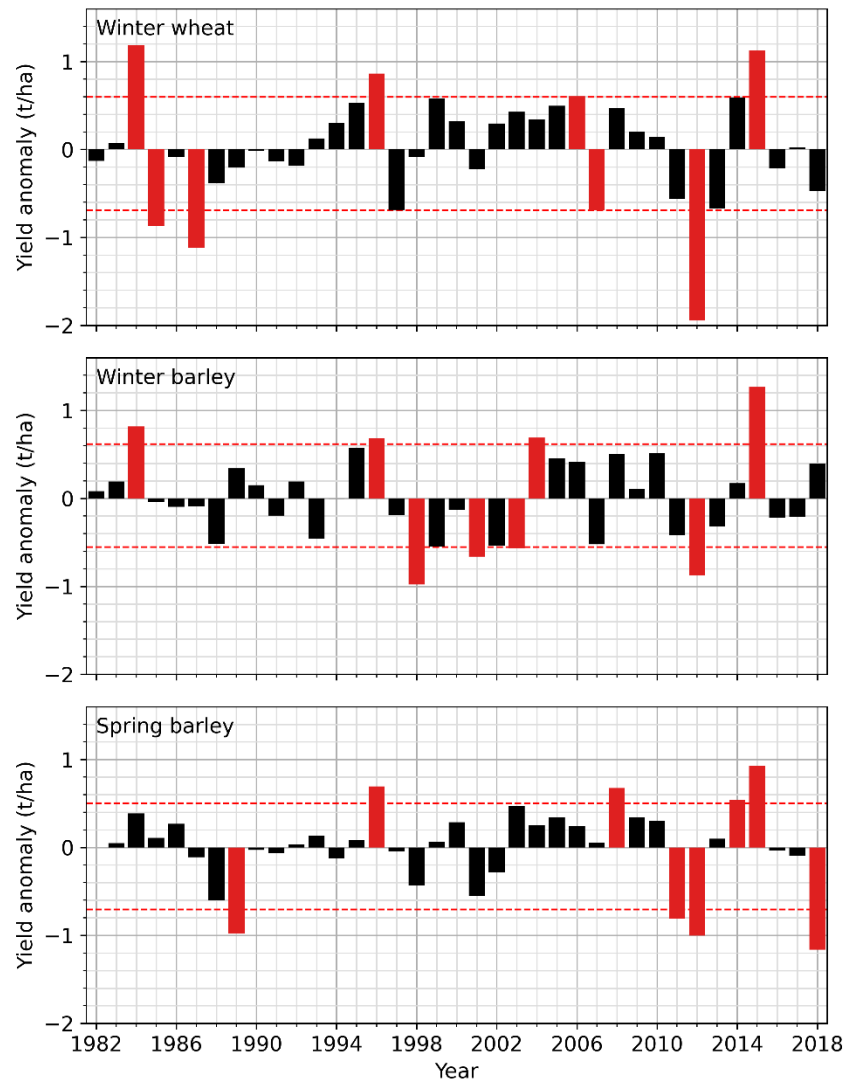 Winter wheat
Yield anomaly (t/ha)
1
0
−1
−2
Winter barley
Yield anomaly (t/ha)
1
0
−1
−2
Spring barley
Yield anomaly (t/ha)
1
0
−1
−2
1982 1986 1990 1994 1998 2002 2006 2010 2014 2018
Year